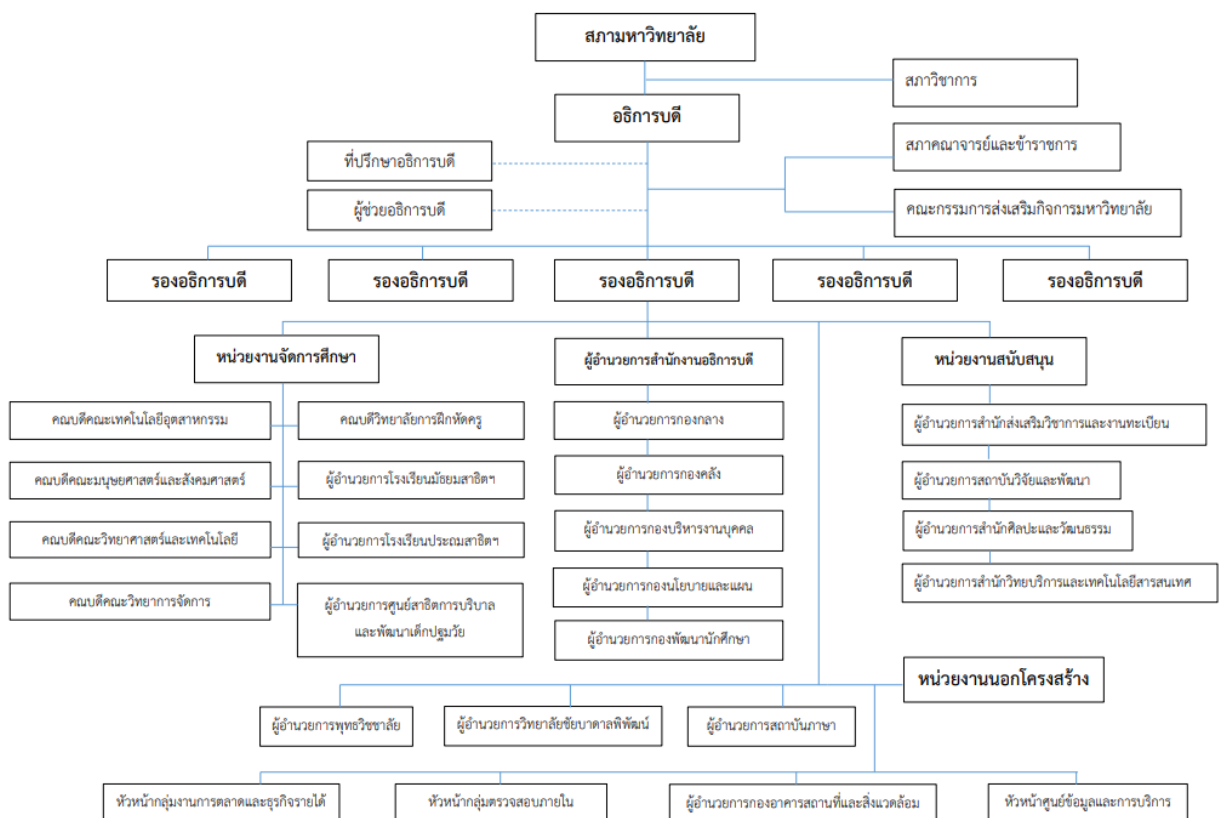 สภามหาวิทยาลัย
สภาวิชาการ
อธิการบดี
สภาคณาจารย์และข้าราชการ
ที่ปรึกษาอธิการบดี
ผู้ช่วยอธิการบดี
คณะกรรมการส่งเสริมกิจการมหาวิทยาลัย
รองอธิการบดี
รองอธิการบดี
รองอธิการบดี
รองอธิการบดี
รองอธิการบดี
หน่วยงานจัดการศึกษา
ผู้อำนวยการสำนักงานอธิการบดี
หน่วยงานสนับสนุน
คณบดีคณะเทคโนโลยีอุตสาหกรรม
คณบดีวิทยาลัยการฝึกหัดครู
ผู้อำนวยการกองกลาง
ผู้อำนวยการสำนักส่งเสริมวิชาการและงานทะเบียน
คณบดีคณะมนุษยศาสตร์และสังคมศาสตร์
ผู้อำนวยการโรงเรียนมัธยมสาธิตฯ
ผู้อำนวยการกองคลัง
ผู้อำนวยการสถาบันวิจัยและพัฒนา
คณบดีคณะวิทยาศาสตร์และเทคโนโลยี
ผู้อำนวยการโรงเรียนประถมสาธิตฯ
ผู้อำนวยการกองบริหารงานบุคคล
ผู้อำนวยการสำนักศิลปะและวัฒนธรรม
คณบดีคณะวิทยาการจัดการ
ผู้อำนวยการศูนย์สาธิตการบริบาล
และพัฒนาเด็กปฐมวัย
ผู้อำนวยการกองนโยบายและแผน
ผู้อำนวยการสำนักวิทยบริการและเทคโนโลยีสารสนเทศ
ผู้อำนวยการกองพัฒนานักศึกษา
หน่วยงานนอกโครงสร้าง
ผู้อำนวยการพุทธวิชชาลัย
ผู้อำนวยการวิทยาลัยชัยบาดาลพิพัฒน์
ผู้อำนวยการสถาบันภาษา
หัวหน้ากลุ่มงานการตลาดและธุรกิจรายได้
หัวหน้ากลุ่มตรวจสอบภายใน
ผู้อำนวยการกองอาคารสถานที่และสิ่งแวดล้อม
หัวหน้าศูนย์ข้อมูลและการบริการ